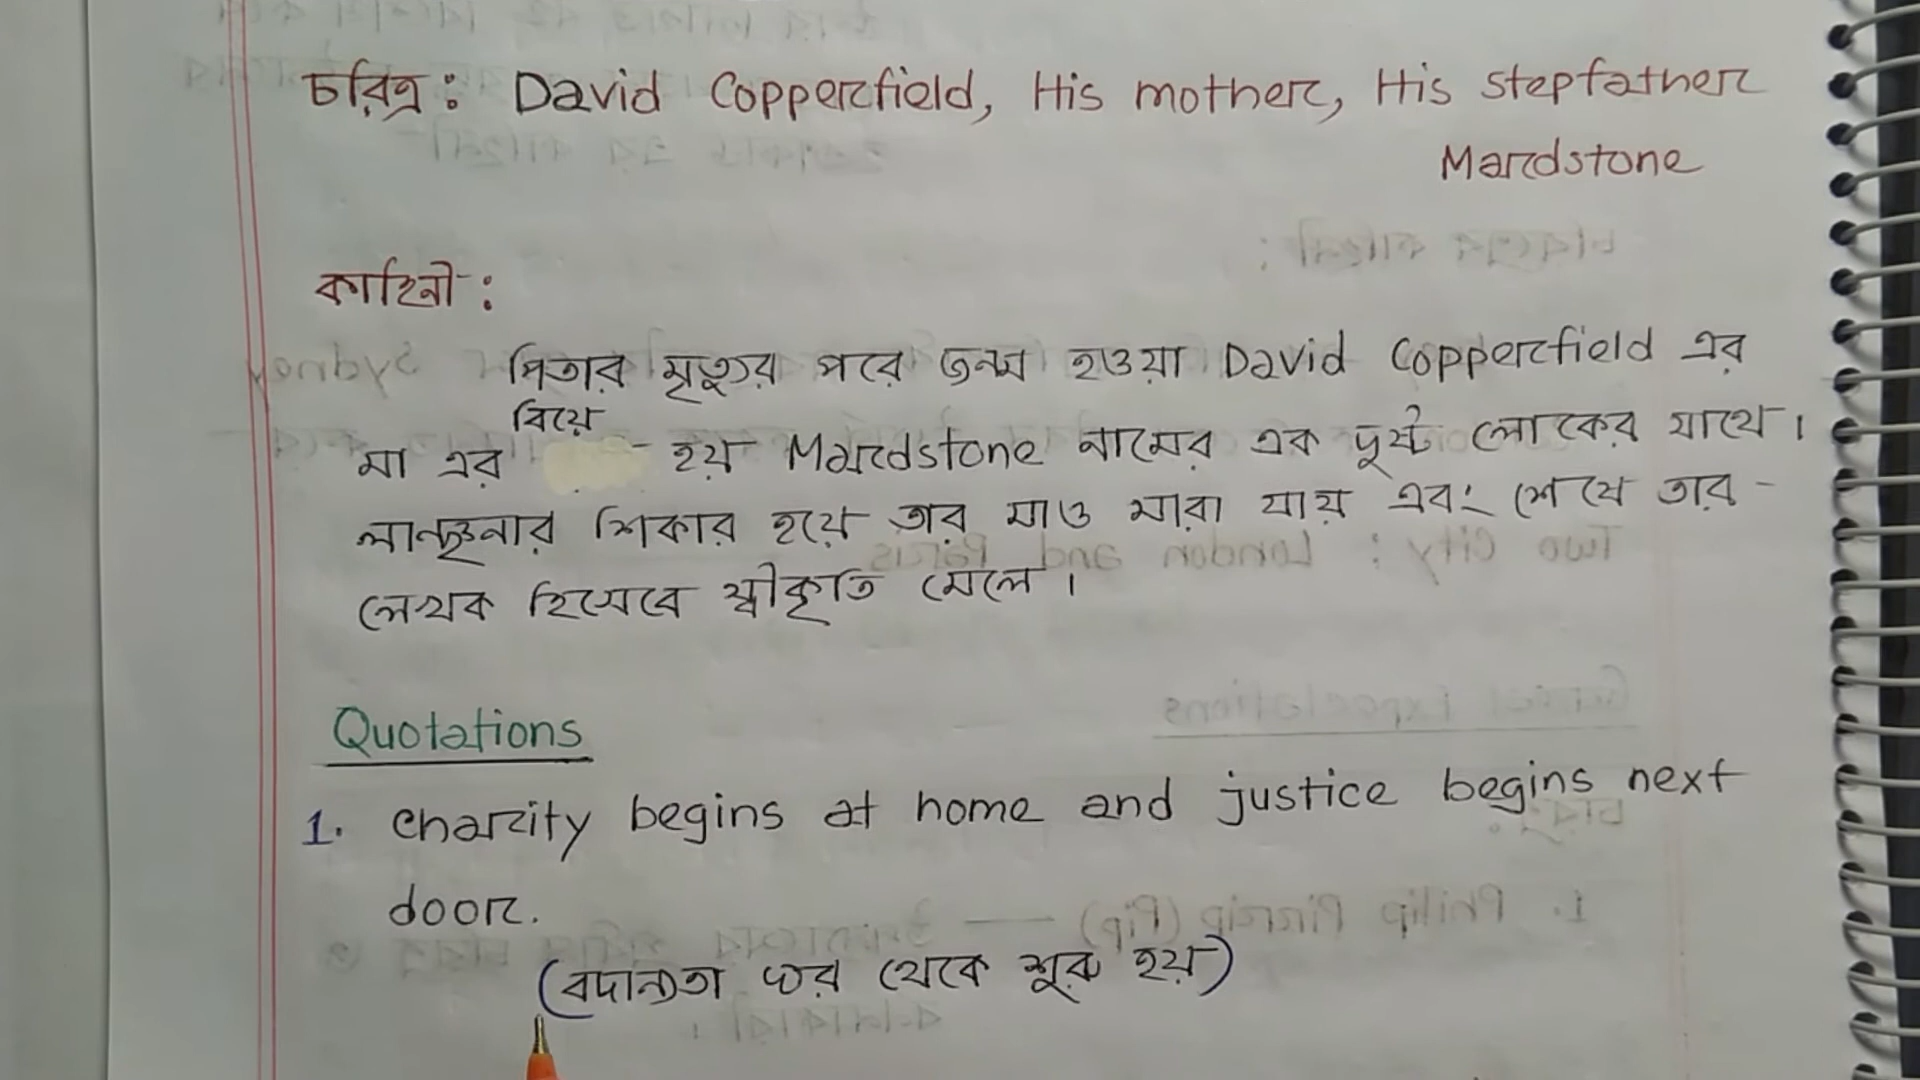 চরিত্র: David Copperfield, His mother, His stepfather
Mardstone
কাহিনী:
পিতার মৃত্যুর পরে জন্ম হওয়া David Copperfield এর
বিয়ে
মা এর হয় Mardstone নামের এক দুষ্ট লোকের সাথে।
লাঞ্ছনার শিকার হয়ে তার মাও মারা যায় এবং শেষে তার -
লেখক হিসেবে স্বীকৃতি মেলে।
Quotations
1. Charity begins at home and justice begins next
door.
(বদান্যতা ঘর থেকে শুরু হয়)